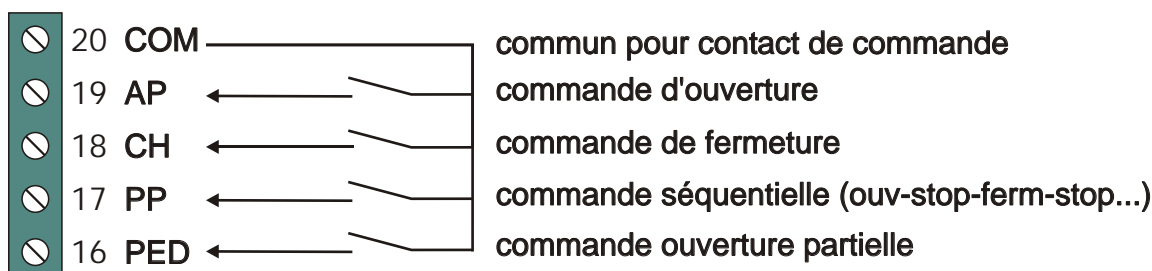 20 COM commun pour contact de commande
19 AP commande d'ouverture
18 CH commande de fermeture
17 PP commande séquentielle (ouv-stop-ferm-stop...)
16 PED commande ouverture partielle